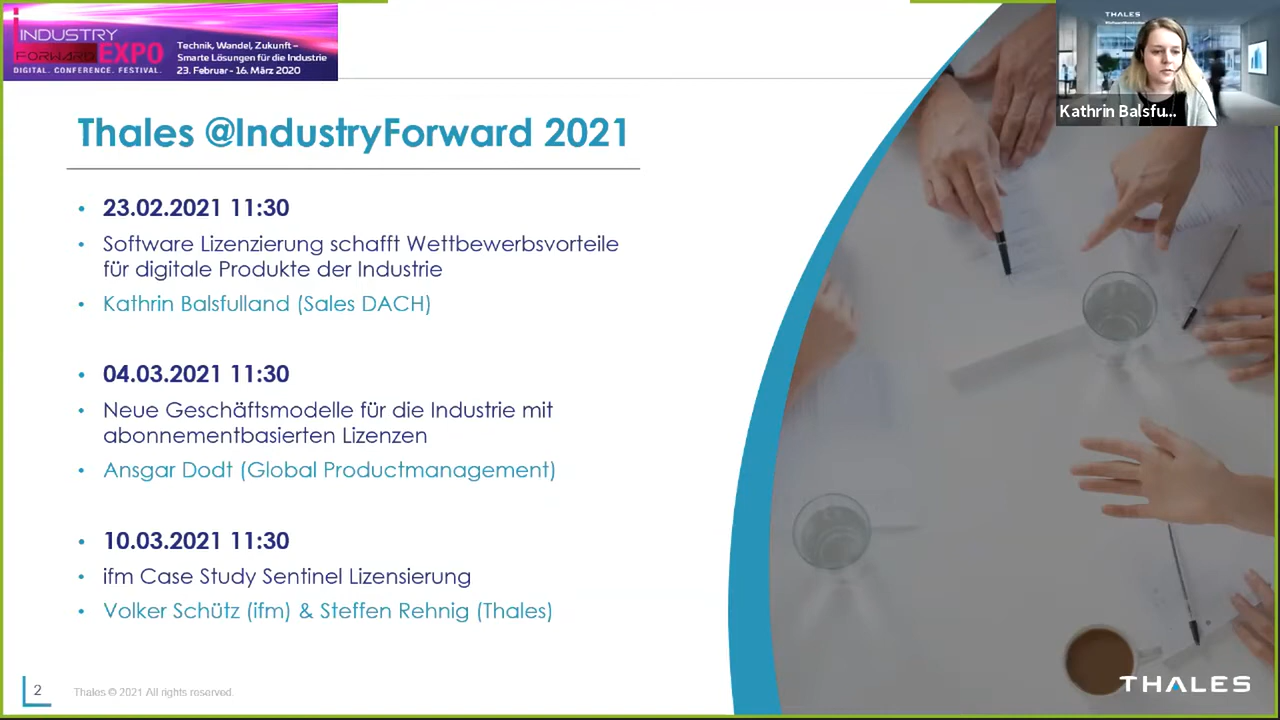 INDUSTRY
FORWARD EXPO
DIGITAL. CONFERENCE. FESTIVAL.
Technik, Wandel, Zukunft –
Smarte Lösungen für die Industrie
23. Februar - 16. März 2020
THALES
Kathrin Balsfu...
Thales @IndustryForward 2021
• 23.02.2021 11:30
• Software Lizenzierung schafft Wettbewerbsvorteile
für digitale Produkte der Industrie
• Kathrin Balsfulland (Sales DACH)
• 04.03.2021 11:30
• Neue Geschäftsmodelle für die Industrie mit
abonnementbasierten Lizenzen
• Ansgar Dodt (Global Productmanagement)
• 10.03.2021 11:30
• ifm Case Study Sentinel Lizensierung
• Volker Schütz (ifm) & Steffen Rehnig (Thales)
2
Thales © 2021 All rights reserved.
THALES